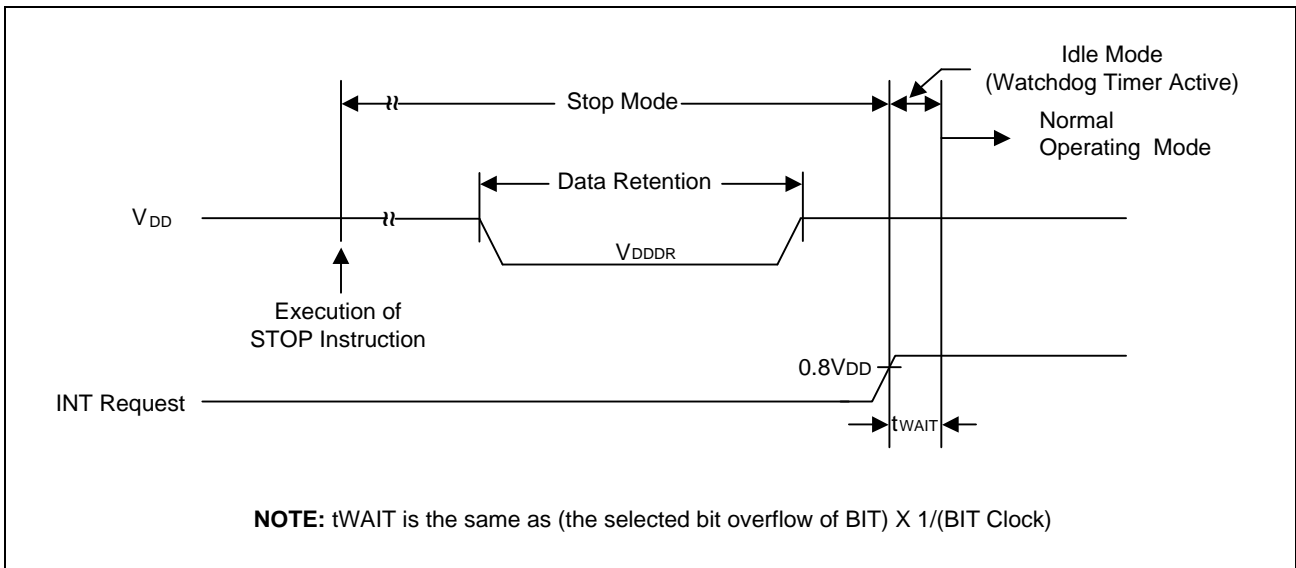 Idle Mode
(Watchdog Timer Active)
Stop Mode
Normal
Operating Mode
Data Retention
VDD
VDDDR
Execution of
STOP Instruction
0.8VDD
INT Request
tWAIT
NOTE: tWAIT is the same as (the selected bit overflow of BIT) X 1/(BIT Clock)